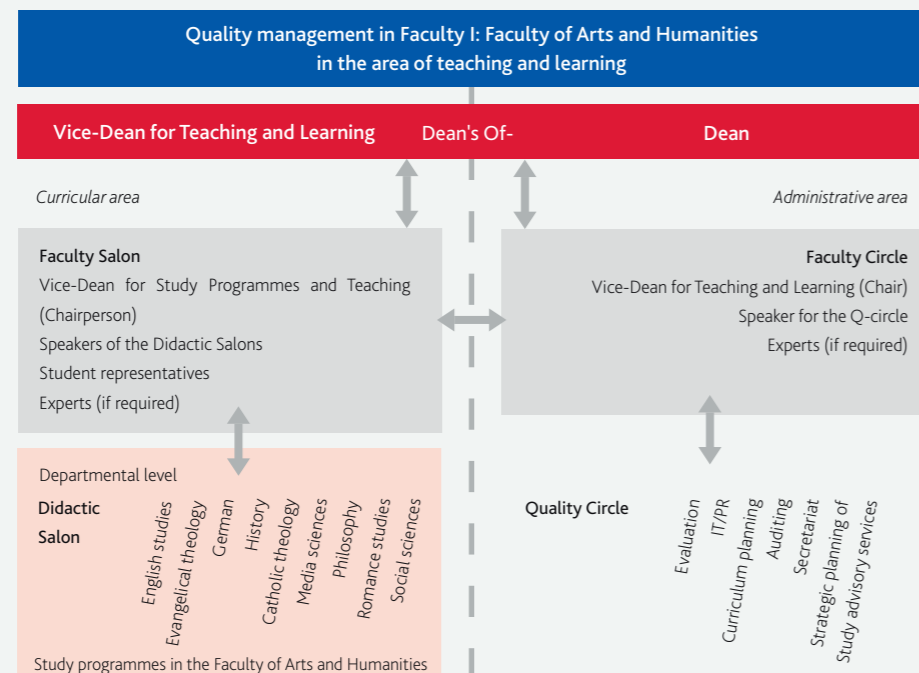 Quality management in Faculty I: Faculty of Arts and Humanities
in the area of teaching and learning
Vice-Dean for Teaching and Learning
Dean's Of-
Dean
Curricular area
Administrative area
Faculty Salon
Vice-Dean for Study Programmes and Teaching
(Chairperson)
Speakers of the Didactic Salons
Student representatives
Experts (if required)
Faculty Circle
Vice-Dean for Teaching and Learning (Chair)
Speaker for the Q-circle
Experts (if required)
Departmental level
Didactic
Salon
English studies
Evangelical theology
German
History
Catholic theology
Media sciences
Philosophy
Romance studies
Social sciences
Study programmes in the Faculty of Arts and Humanities
Quality Circle
Evaluation
IT/PR
Curriculum planning
Auditing
Secretariat
Strategic planning of
Study advisory services